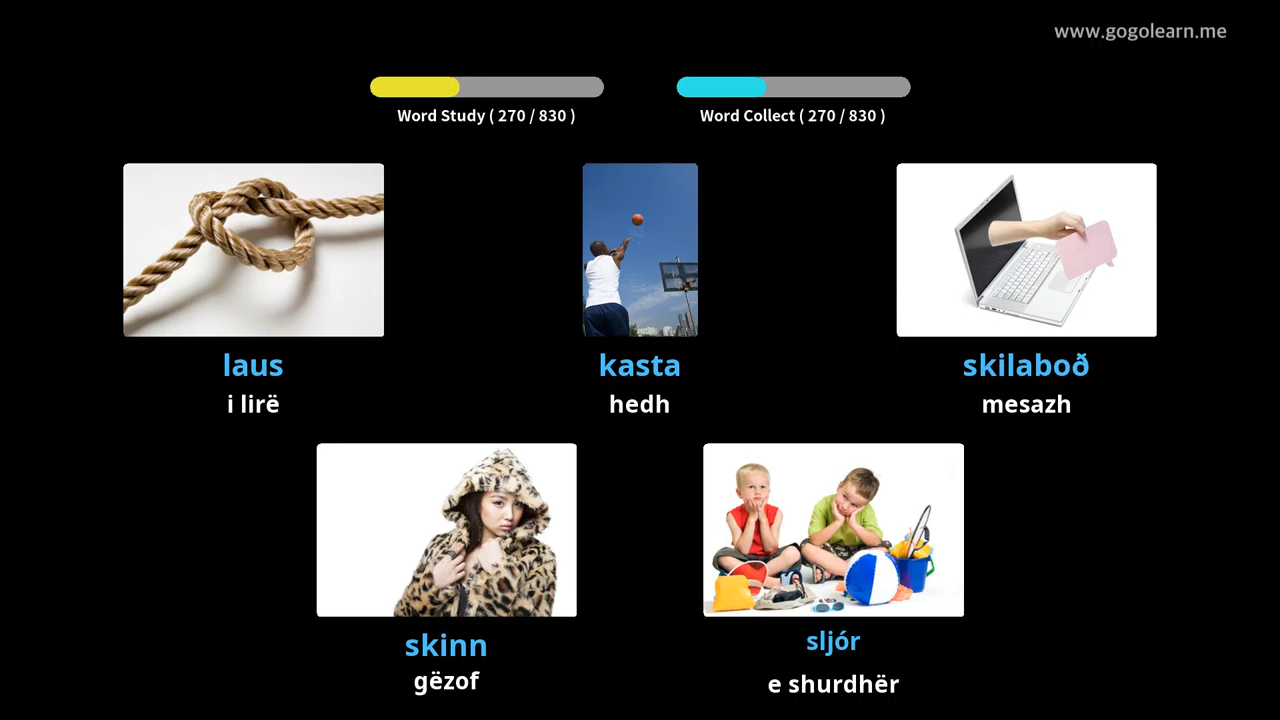 www.gogolearn.me
Word Study ( 270 / 830 )
Word Collect ( 270 / 830 )
laus
i lirë
kasta
hedh
skilaboð
mesazh
skinn
gëzof
sljór
e shurdhër